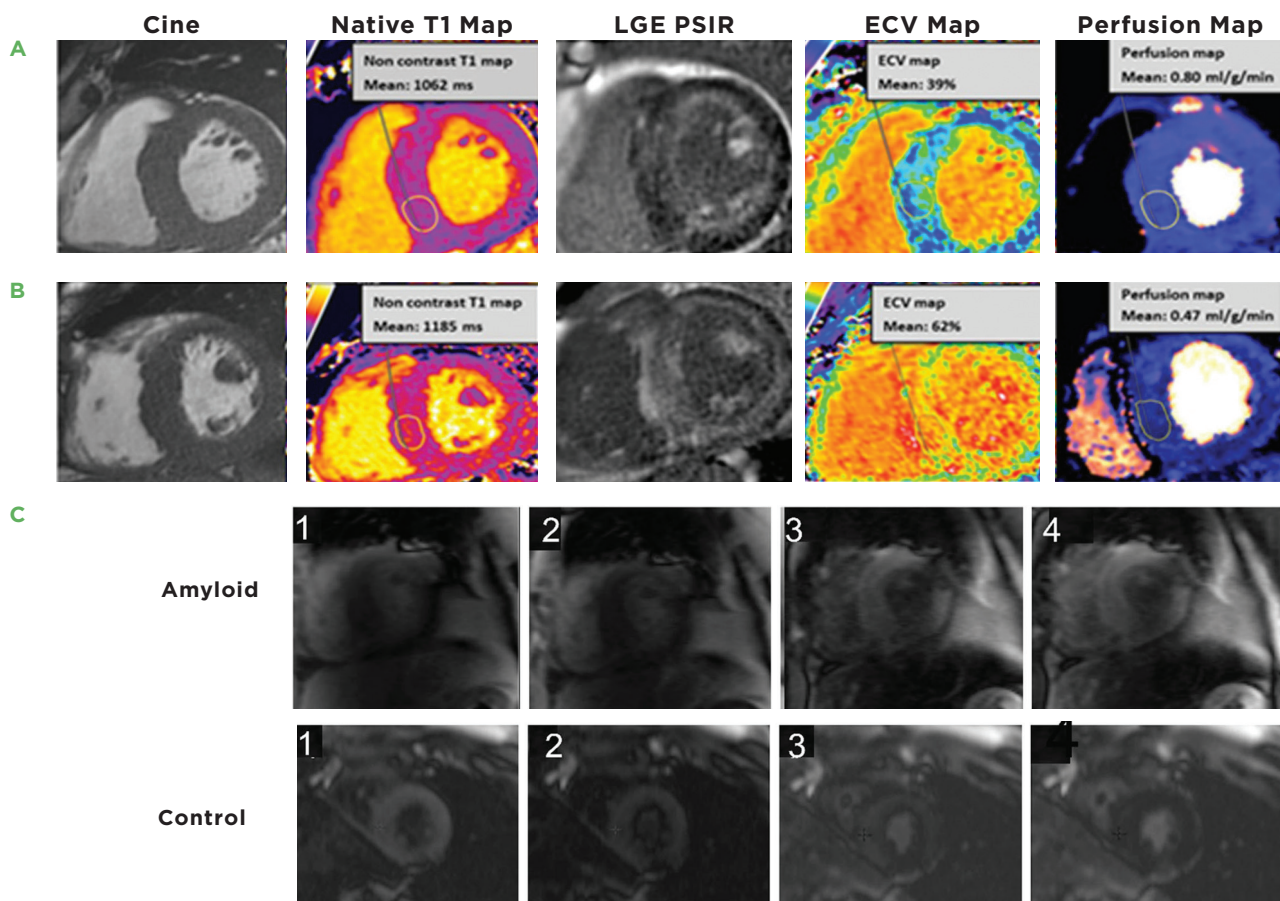 Cine Native T1 Map LGE PSIR ECV Map Perfusion Map
A
Non contrast T1 map
Mean: 1062 ms
ECV map
Mean: 39%
Perfusion map
Mean: 0.80 ml/g/min
B
Non contrast T1 map
Mean: 1185 ms
ECV map
Mean: 62%
Perfusion map
Mean: 0.47 ml/g/min
C
1 2 3 4
Amyloid
1 2 3 4
Control